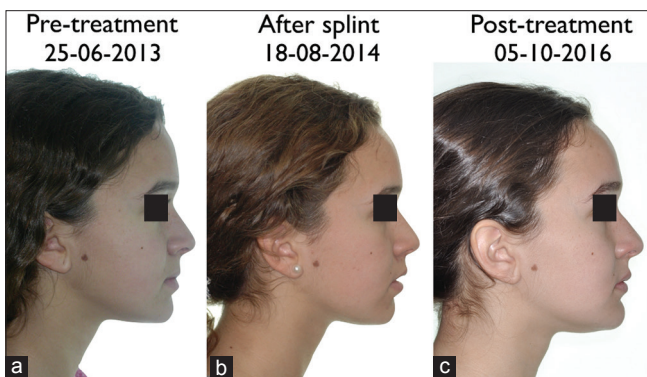 Pre-treatment
25-06-2013
After splint
18-08-2014
Post-treatment
05-10-2016
a
b
c